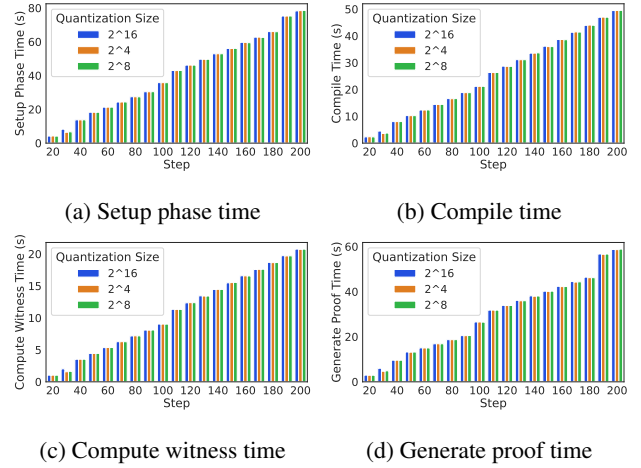 Setup Phase Time (s)
80
60
40
20
0
Quantization Size
2^16
2^4
2^8
20 40 60 80 100 120 140 160 180 200
Step
(a) Setup phase time
Compile Time (s)
50
40
30
20
10
0
Quantization Size
2^16
2^4
2^8
20 40 60 80 100 120 140 160 180 200
Step
(b) Compile time
Compute Witness Time (s)
20
15
10
5
0
Quantization Size
2^16
2^4
2^8
20 40 60 80 100 120 140 160 180 200
Step
(c) Compute witness time
Generate Proof Time (s)
60
40
20
0
Quantization Size
2^16
2^4
2^8
20 40 60 80 100 120 140 160 180 200
Step
(d) Generate proof time